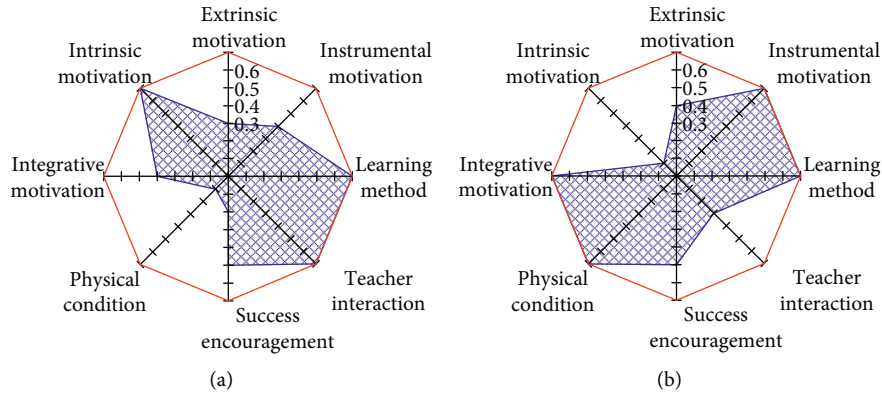 Extrinsic
motivation
Intrinsic
motivation
Instrumental
motivation
0.6
0.5
0.4
0.3
Integrative
motivation
Learning
method
Physical
condition
Teacher
interaction
Success
encouragement
(a)
Extrinsic
motivation
Intrinsic
motivation
Instrumental
motivation
0.6
0.5
0.4
0.3
Integrative
motivation
Learning
method
Physical
condition
Teacher
interaction
Success
encouragement
(b)